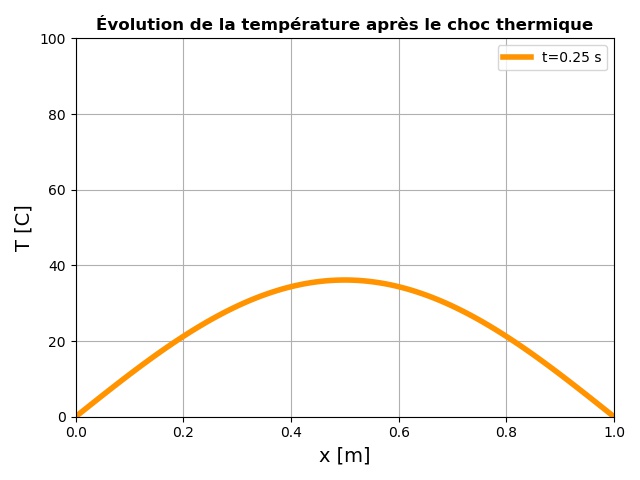 Évolution de la température après le choc thermique
t=0.25 s
T [C]
100
80
60
40
20
0
0.0 0.2 0.4 0.6 0.8 1.0
x [m]